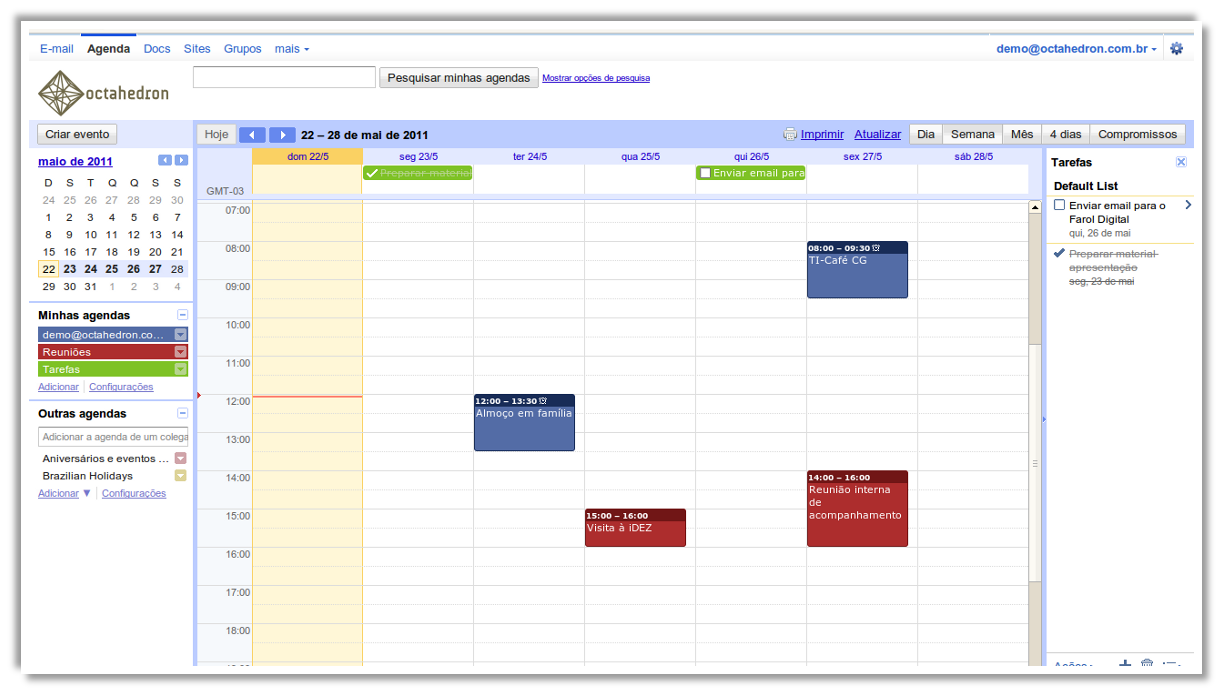 E-mail Agenda Docs Sites Grupos mais
demo@octahedron.com.br
octahedron
Pesquisar minhas agendas Mostrar opções de pesquisa
Criar evento
Hoje 22 – 28 de mai de 2011
Imprimir Atualizar Dia Semana Mês 4 dias Compromissos
maio de 2011
D S T Q Q S S
24 25 26 27 28 29 30
1 2 3 4 5 6 7
8 9 10 11 12 13 14
15 16 17 18 19 20 21
22 23 24 25 26 27 28
29 30 31 1 2 3 4
Minhas agendas
demo@octahedron.co...
Reuniões
Tarefas
Adicionar Configurações
Outras agendas
Adicionar a agenda de um colega
Aniversários e eventos ...
Brazilian Holidays
Adicionar ▼ Configurações
dom 22/5 seg 23/5 ter 24/5 qua 25/5 qui 26/5 sex 27/5 sáb 28/5
GMT-03
Preparar material
Enviar email para
07:00
08:00
09:00
10:00
11:00
12:00
13:00
14:00
15:00
16:00
17:00
18:00
12:00 – 13:30
Almoço em família
15:00 – 16:00
Visita à iDEZ
08:00 – 09:30
TI-Café CG
14:00 – 16:00
Reunião interna
de
acompanhamento
Tarefas
Default List
Enviar email para o
Farol Digital
qui, 26 de mai
Preparar material
apresentação
seg, 23 de mai